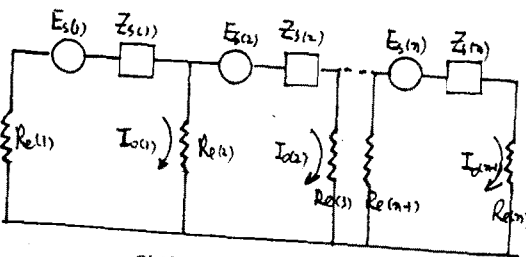 Es(1) Zs(1) Es(2) Zs(2) Es(n) Zs(n)
Re(1) Io(1) Re(2) Io(2) Re(3) Re(n+1) Io(n+1) Re(n)